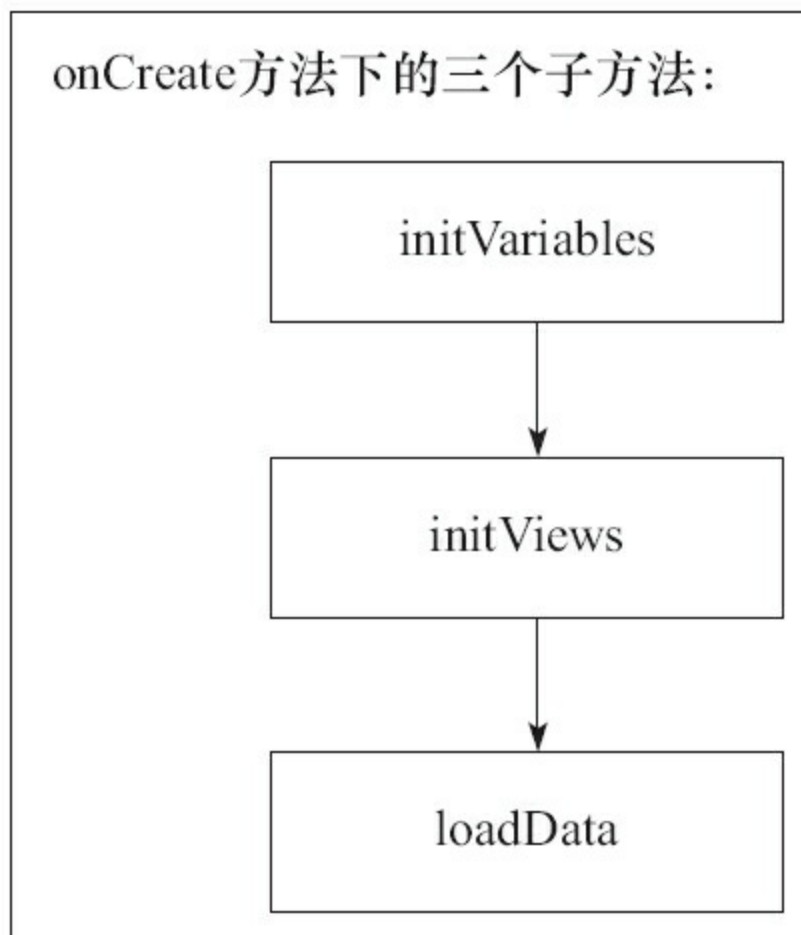 onCreate方法下的三个子方法：
initVariables
initViews
loadData